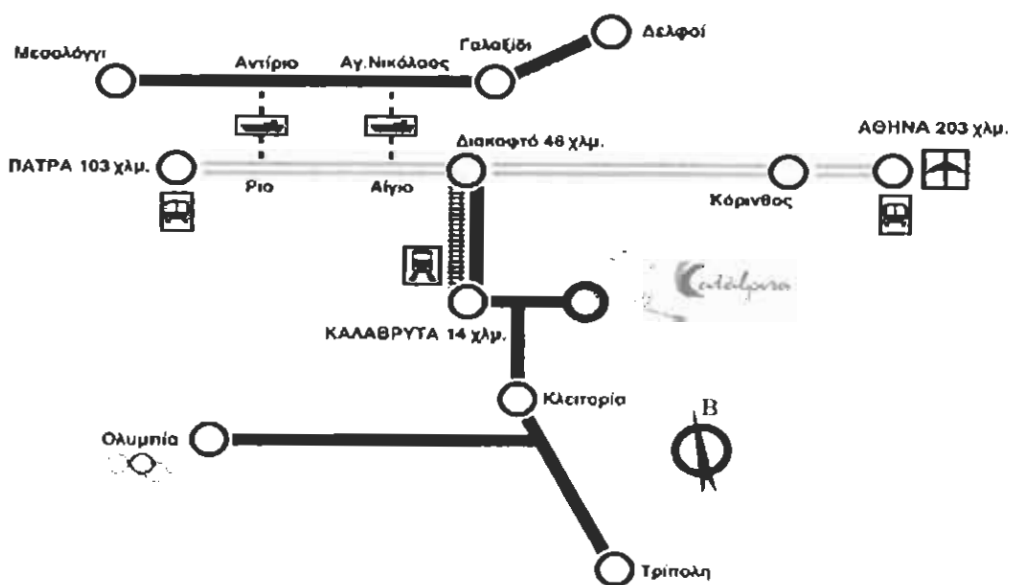 Δελφοί
Γαλαξίδι
Μεσολόγγι
Αντίριο
Αγ.Νικόλαος
ΑΘΗΝΑ 203 χλμ.
Διακοφτό 48 χλμ.
ΠΑΤΡΑ 103 χλμ.
Ριο
Αίγιο
Κόρινθος
ΚΑΛΑΒΡΥΤΑ 14 χλμ.
Κλειτορία
Β
Ολυμπία
Τρίπολη